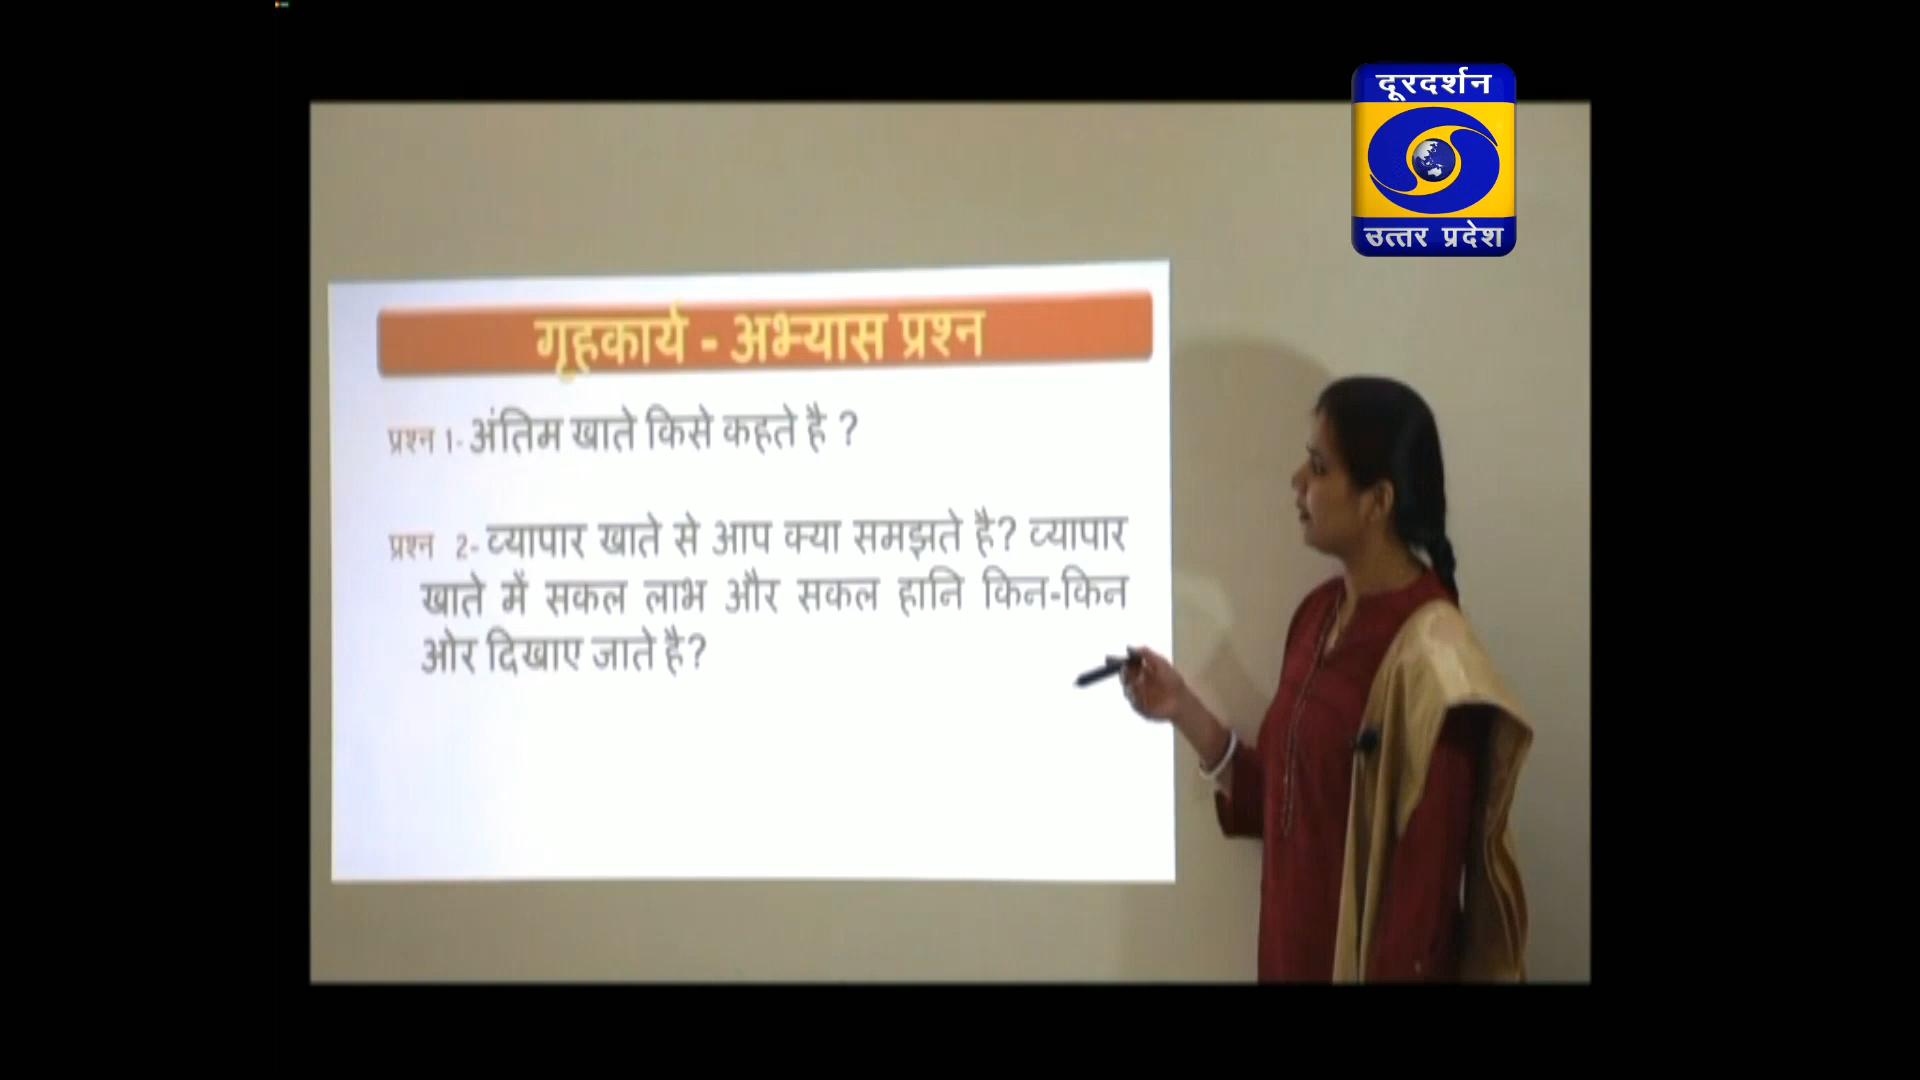 दूरदर्शन
उत्तर प्रदेश
गृहकार्य - अभ्यास प्रश्न
प्रश्न 1- अंतिम खाते किसे कहते है ?
प्रश्न 2- व्यापार खाते से आप क्या समझते है? व्यापार
खाते में सकल लाभ और सकल हानि किन-किन
ओर दिखाए जाते है?